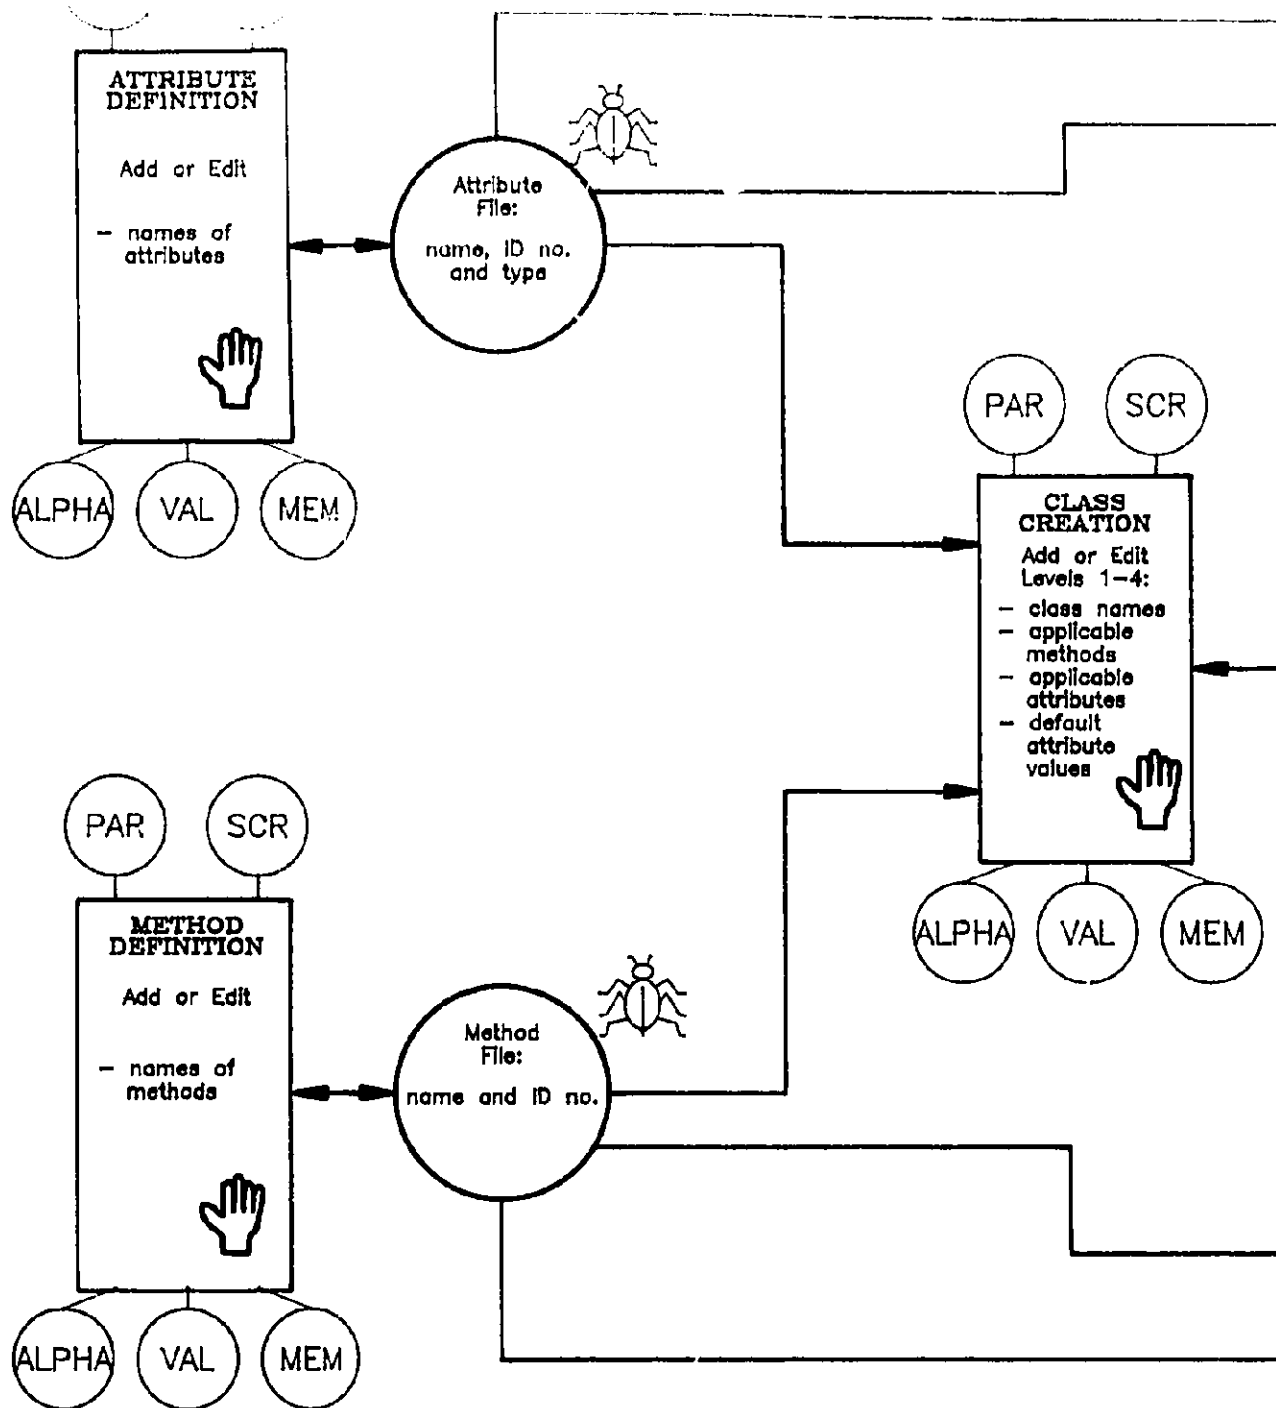 ATTRIBUTE
DEFINITION
Add or Edit
- names of
attributes
ALPHA
VAL
MEM
Attribute
File:
name, ID no.
and type
PAR
SCR
CLASS
CREATION
Add or Edit
Levels 1-4:
- class names
- applicable
methods
- applicable
attributes
- default
attribute
values
ALPHA
VAL
MEM
PAR
SCR
METHOD
DEFINITION
Add or Edit
- names of
methods
ALPHA
VAL
MEM
Method
File:
name and ID no.